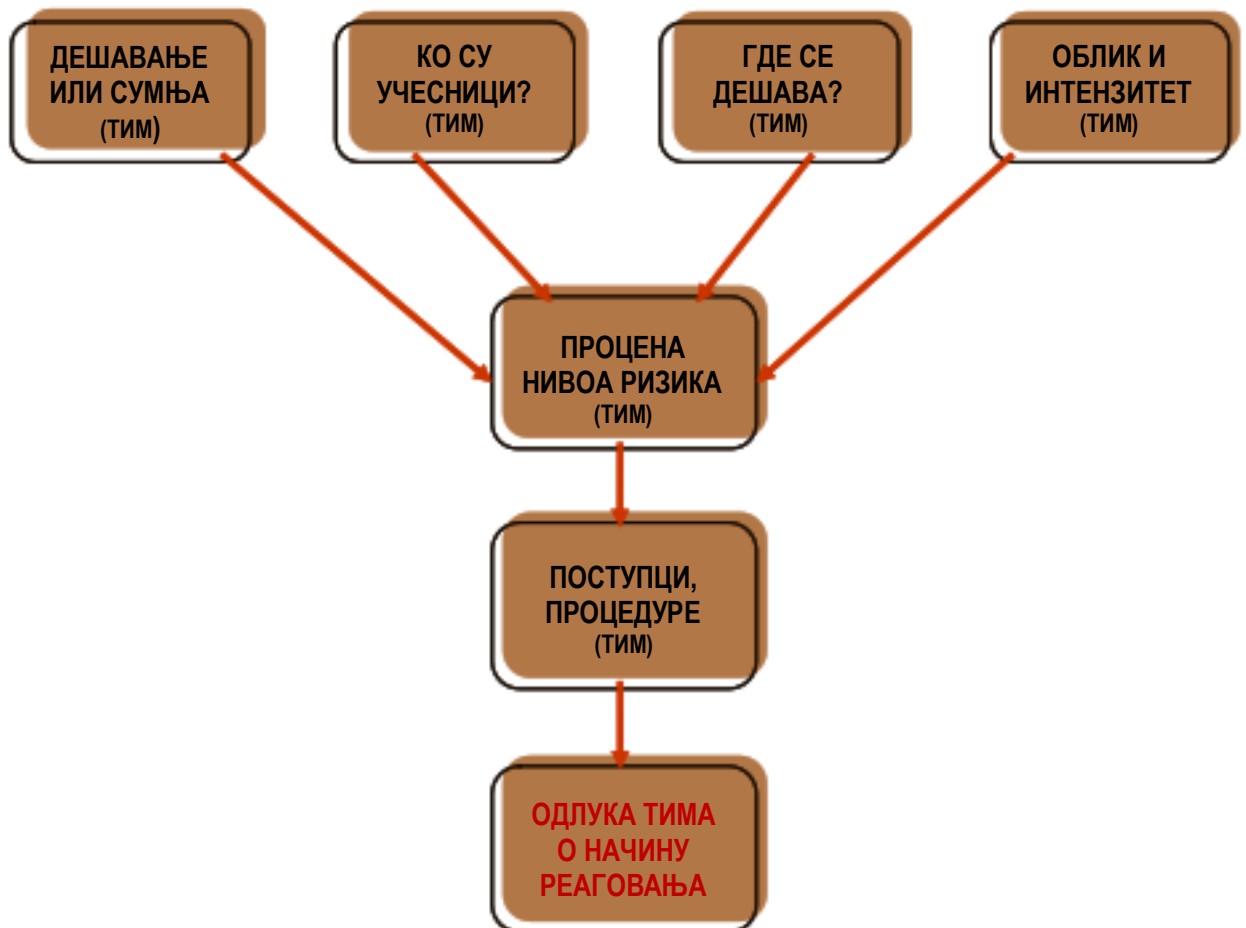 ДЕШАВАЊЕ
ИЛИ СУМЊА
(ТИМ)
КО СУ
УЧЕСНИЦИ?
(ТИМ)
ГДЕ СЕ
ДЕШАВА?
(ТИМ)
ОБЛИК И
ИНТЕНЗИТЕТ
(ТИМ)
ПРОЦЕНА
НИВОА РИЗИКА
(ТИМ)
ПОСТУПЦИ,
ПРОЦЕДУРЕ
(ТИМ)
ОДЛУКА ТИМА
О НАЧИНУ
РЕАГОВАЊА